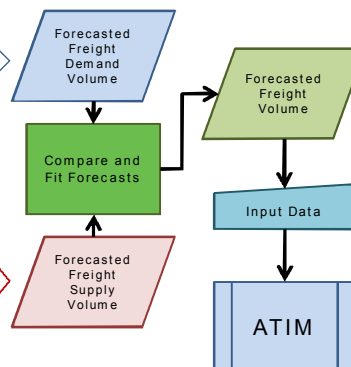 Forecasted
Freight
Demand
Volume
Forecasted
Freight
Volume
Compare and
Fit Forecasts
Input Data
Forecasted
Freight
Supply
Volume
ATIM